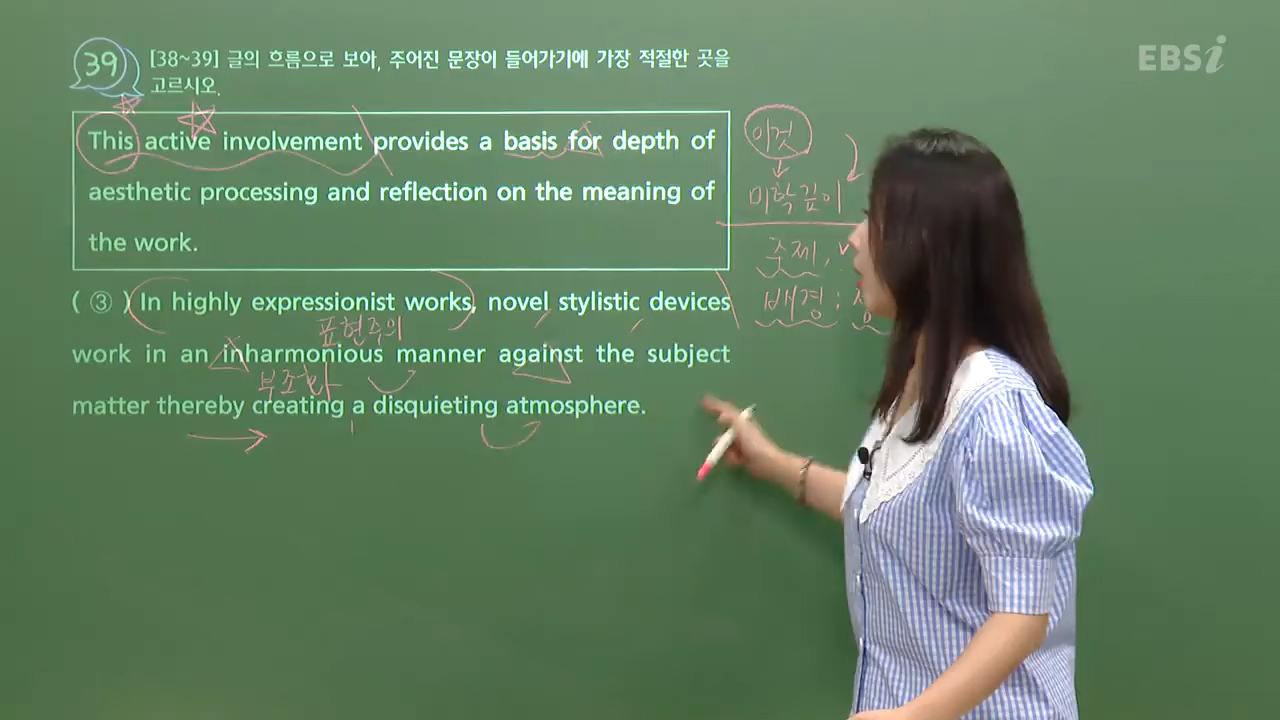 39
[38~39] 글의 흐름으로 보아, 주어진 문장이 들어가기에 가장 적절한 곳을
고르시오.
EBSi
This active involvement provides a basis for depth of
aesthetic processing and reflection on the meaning of
the work.
이것
미학 깊이
주제,
배경:
( ③ ) In highly expressionist works, novel stylistic devices
표현주의
work in an inharmonious manner against the subject
부조화
matter thereby creating a disquieting atmosphere.